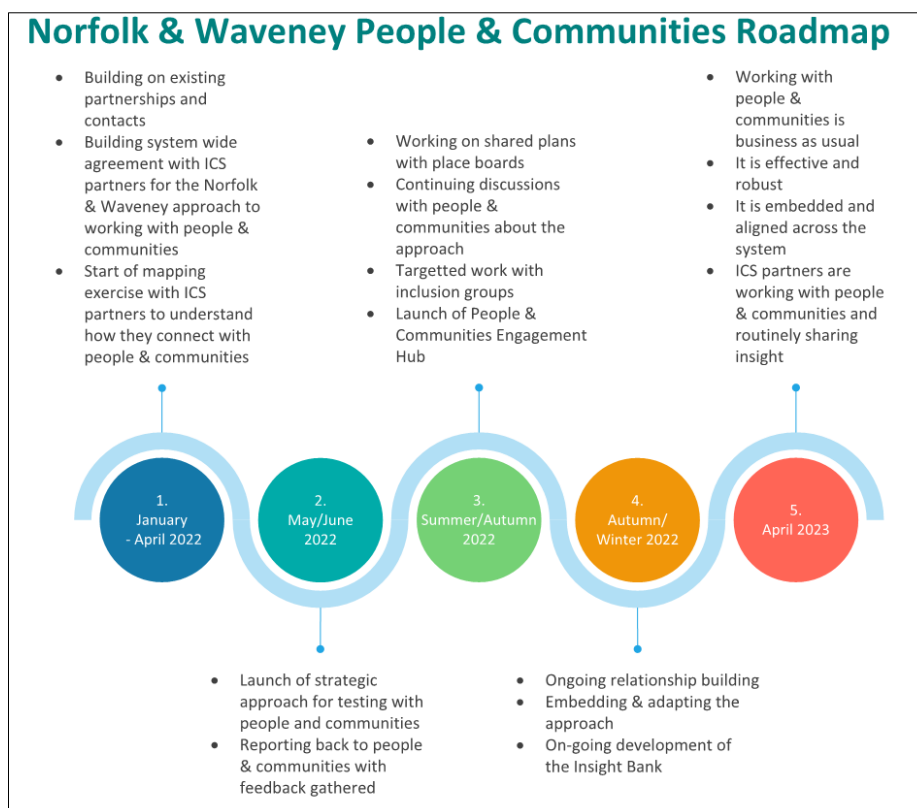 Norfolk & Waveney People & Communities Roadmap
• Building on existing
partnerships and
contacts
• Building system wide
agreement with ICS
partners for the Norfolk
& Waveney approach to
working with people &
communities
• Start of mapping
exercise with ICS
partners to understand
how they connect with
people & communities
• Working on shared plans
with place boards
• Continuing discussions
with people &
communities about the
approach
• Targetted work with
inclusion groups
• Launch of People &
Communities Engagement
Hub
• Working with
people &
communities is
business as usual
• It is effective and
robust
• It is embedded and
aligned across the
system
• ICS partners are
working with people
& communities and
routinely sharing
insight
1.
January
- April 2022
2.
May/June
2022
3.
Summer/Autumn
2022
4.
Autumn/
Winter 2022
5.
April 2023
• Launch of strategic
approach for testing with
people and communities
• Reporting back to people
& communities with
feedback gathered
• Ongoing relationship building
• Embedding & adapting the
approach
• On-going development of
the Insight Bank